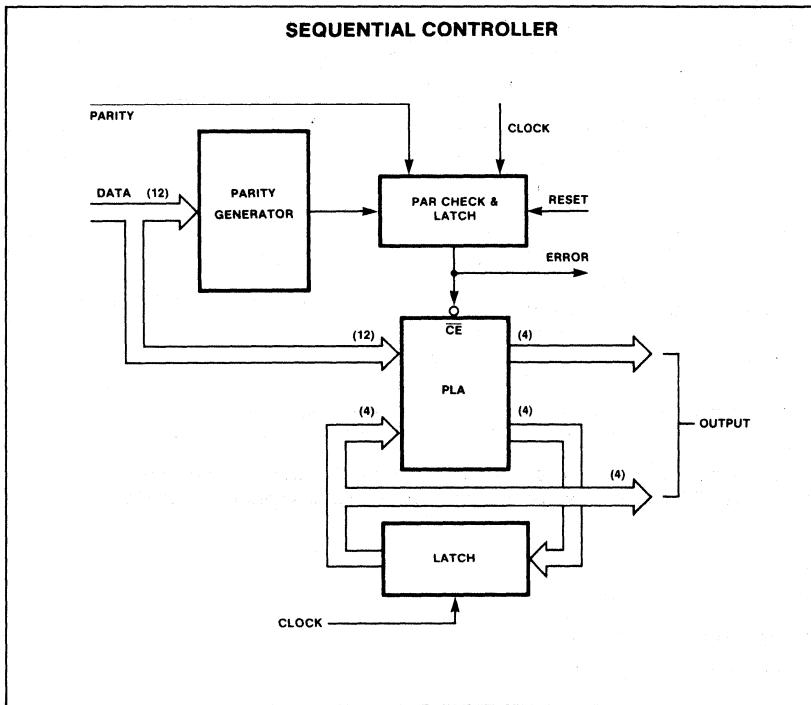 SEQUENTIAL CONTROLLER
PARITY
CLOCK
DATA (12)
PARITY
GENERATOR
PAR CHECK &
LATCH
RESET
ERROR
(12)
CE
(4)
PLA
(4)
(4)
OUTPUT
(4)
LATCH
CLOCK